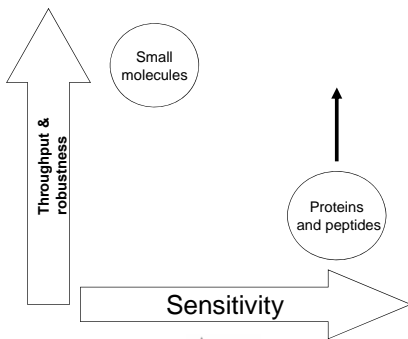 Small
molecules
Throughput &
robustness
Proteins
and peptides
Sensitivity